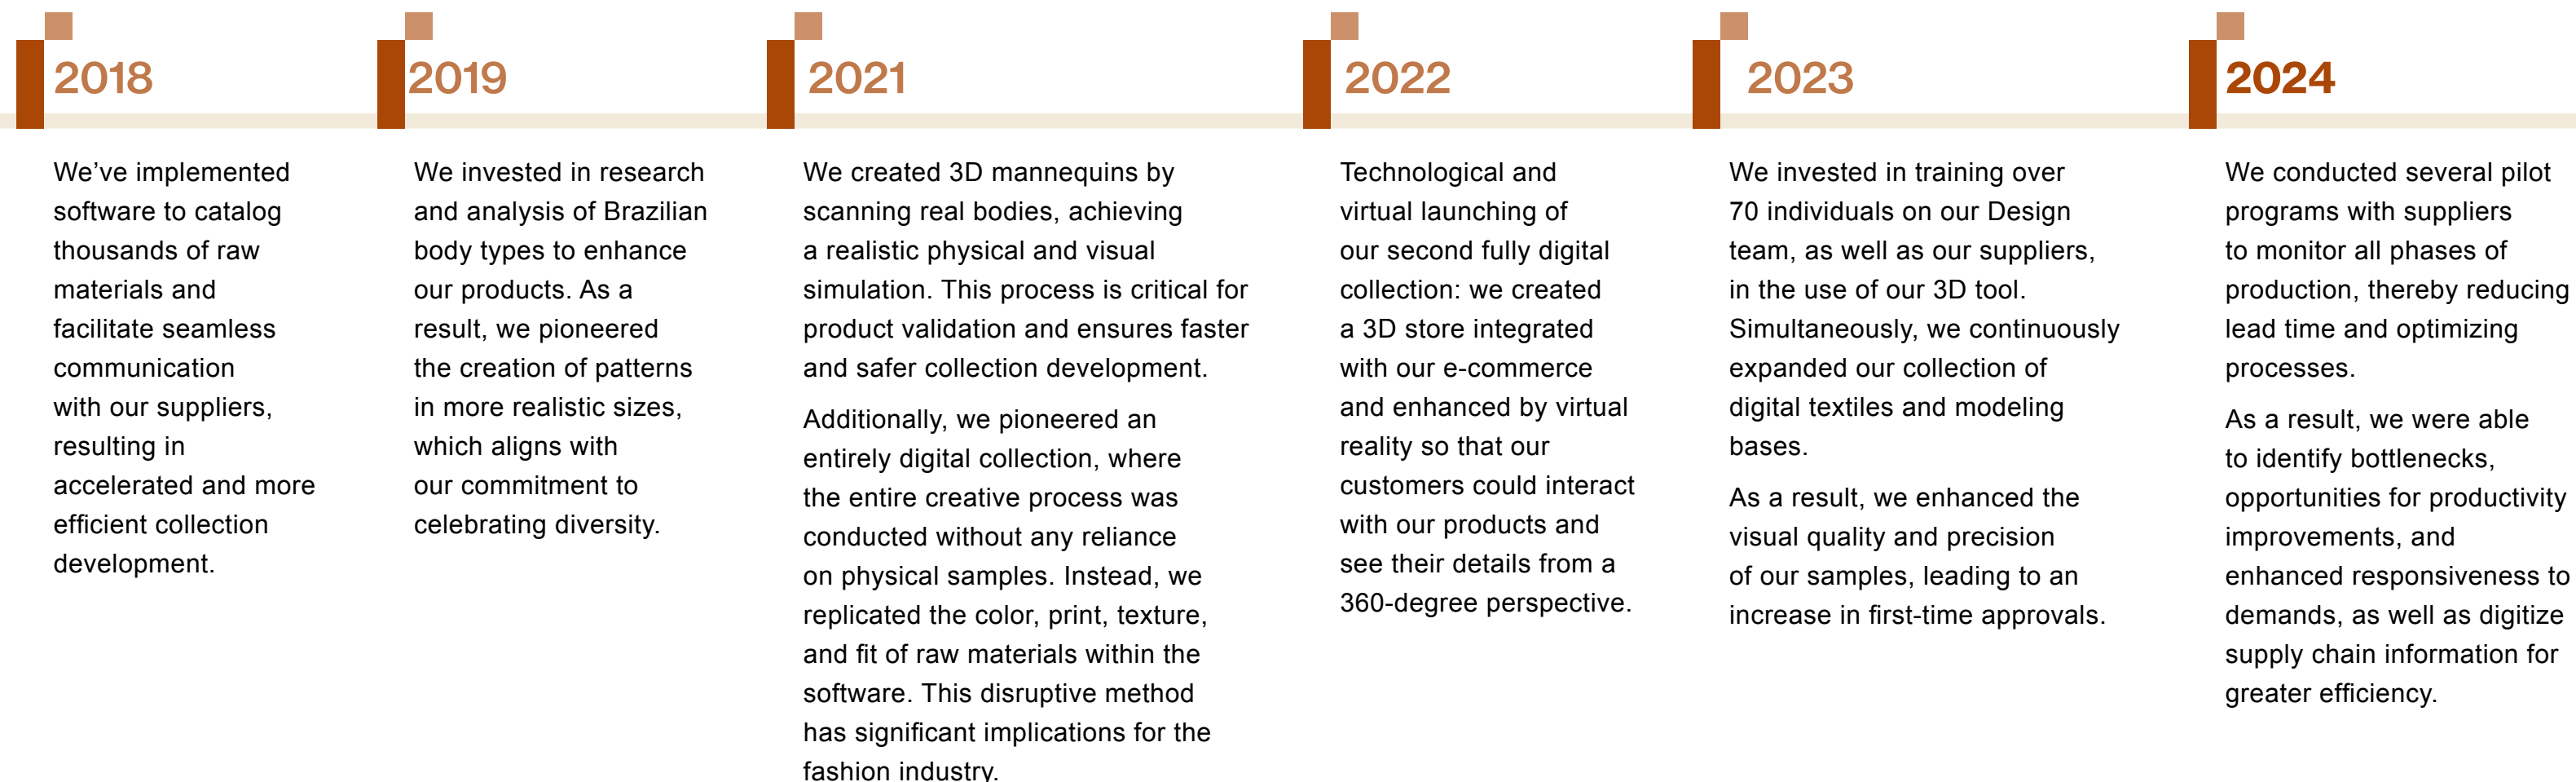 2018
We’ve implemented
software to catalog
thousands of raw
materials and
facilitate seamless
communication
with our suppliers,
resulting in
accelerated and more
efficient collection
development.
2019
We invested in research
and analysis of Brazilian
body types to enhance
our products. As a
result, we pioneered
the creation of patterns
in more realistic sizes,
which aligns with
our commitment to
celebrating diversity.
2021
We created 3D mannequins by
scanning real bodies, achieving
a realistic physical and visual
simulation. This process is critical for
product validation and ensures faster
and safer collection development.
Additionally, we pioneered an
entirely digital collection, where
the entire creative process was
conducted without any reliance
on physical samples. Instead, we
replicated the color, print, texture,
and fit of raw materials within the
software. This disruptive method
has significant implications for the
fashion industry.
2022
Technological and
virtual launching of
our second fully digital
collection: we created
a 3D store integrated
with our e-commerce
and enhanced by virtual
reality so that our
customers could interact
with our products and
see their details from a
360-degree perspective.
2023
We invested in training over
70 individuals on our Design
team, as well as our suppliers,
in the use of our 3D tool.
Simultaneously, we continuously
expanded our collection of
digital textiles and modeling
bases.
As a result, we enhanced the
visual quality and precision
of our samples, leading to an
increase in first-time approvals.
2024
We conducted several pilot
programs with suppliers
to monitor all phases of
production, thereby reducing
lead time and optimizing
processes.
As a result, we were able
to identify bottlenecks,
opportunities for productivity
improvements, and
enhanced responsiveness to
demands, as well as digitize
supply chain information for
greater efficiency.